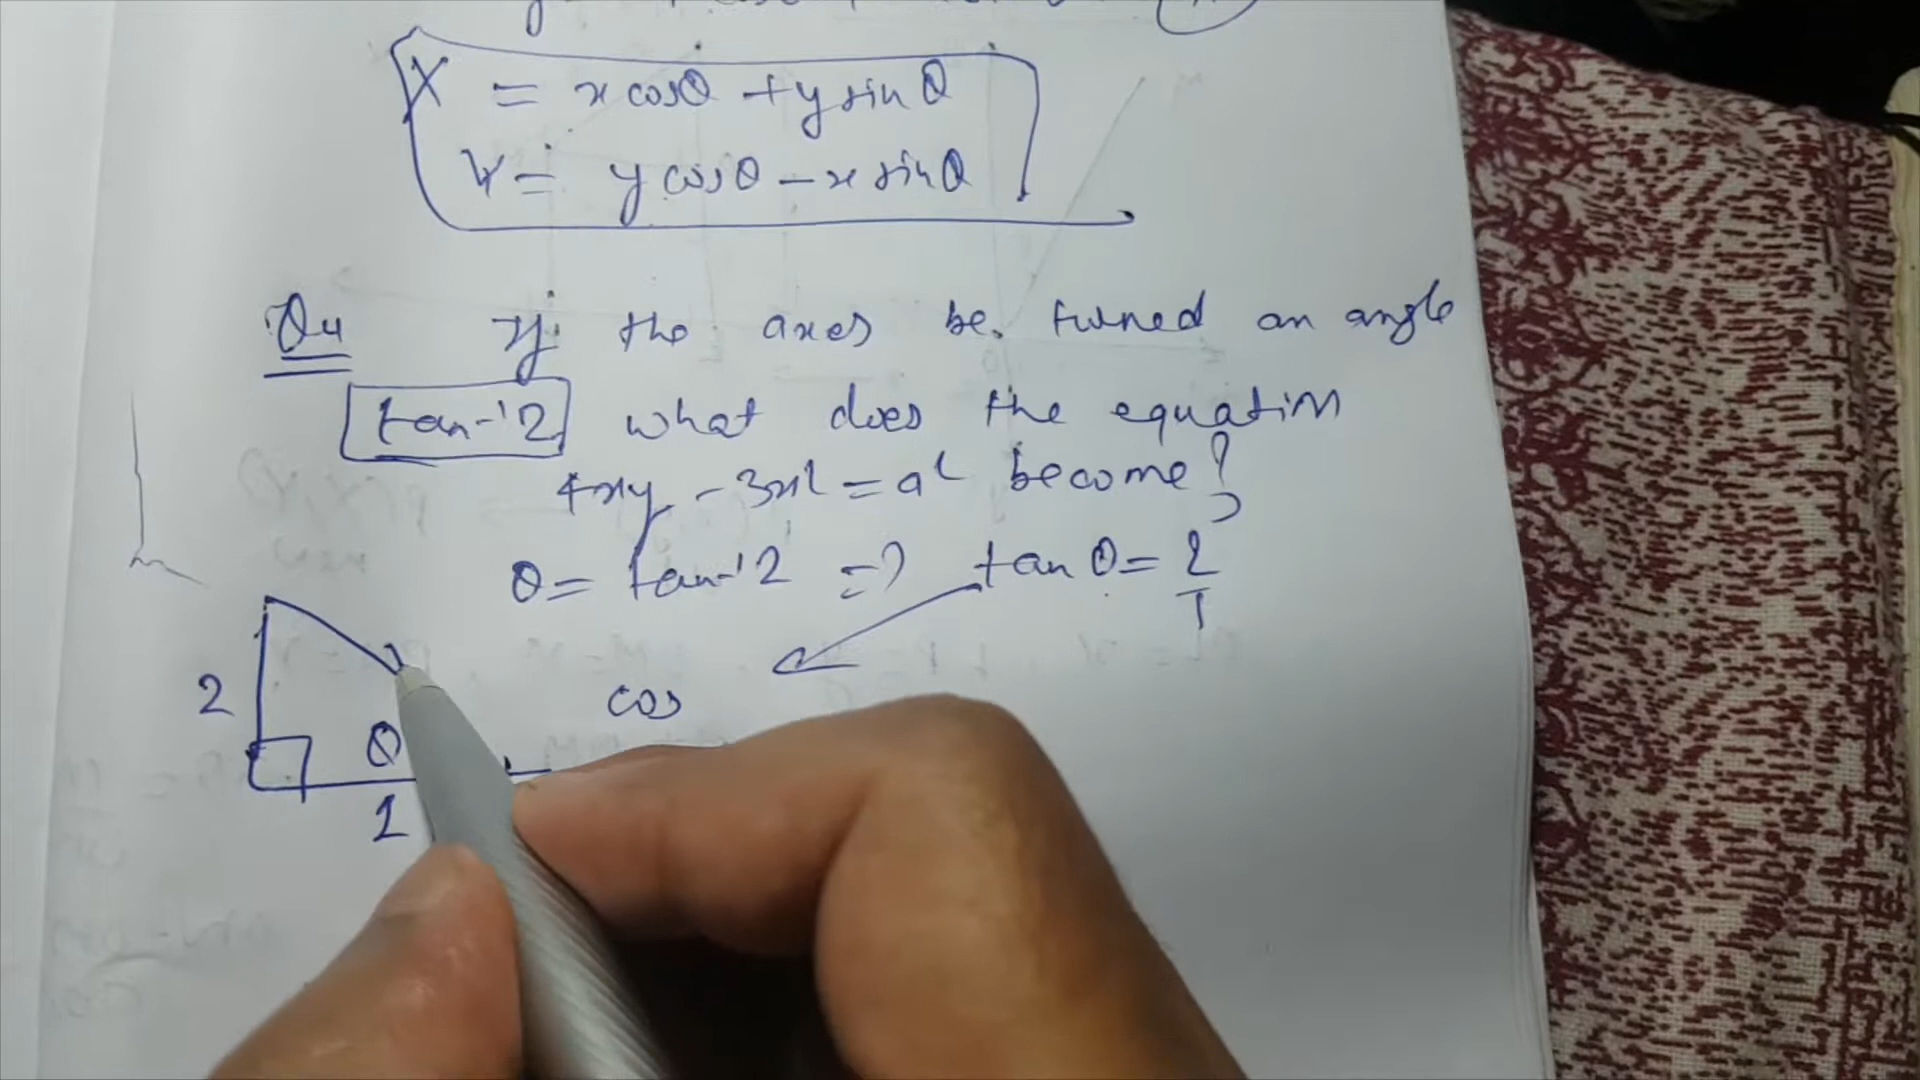 X = x cosθ + y sinθ
Y = y cosθ - x sinθ
Q4 If the axes be turned an angle
tan⁻¹2 what does the equation
4xy - 3x² = a² become?
θ = tan⁻¹2 => tan θ = 2/1
2
cos
θ
1